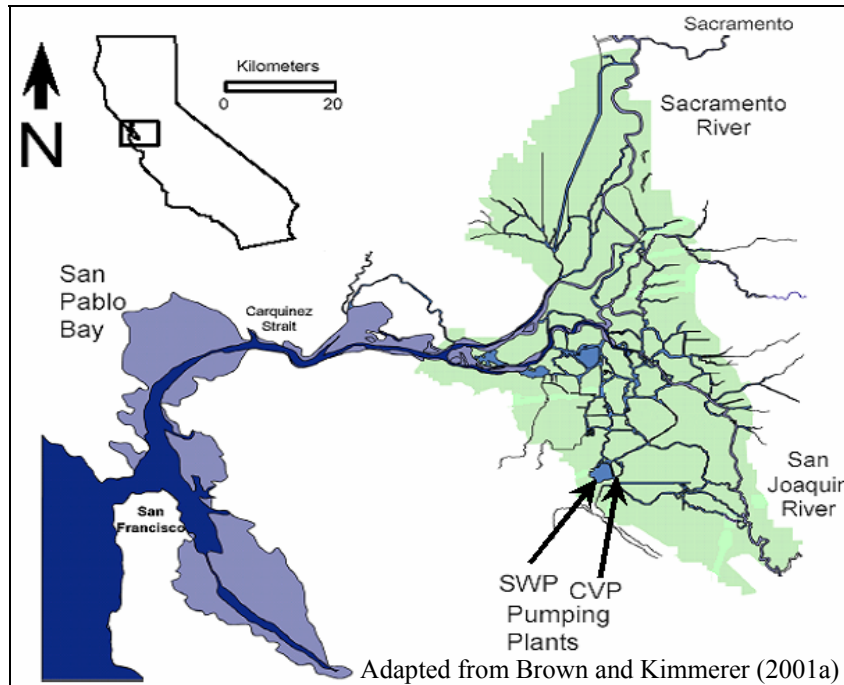 Sacramento
Kilometers
0 20
N
Sacramento
River
San
Pablo
Bay
Carquinez
Strait
San
Francisco
San
Joaquin
River
SWP CVP
Pumping
Plants
Adapted from Brown and Kimmerer (2001a)